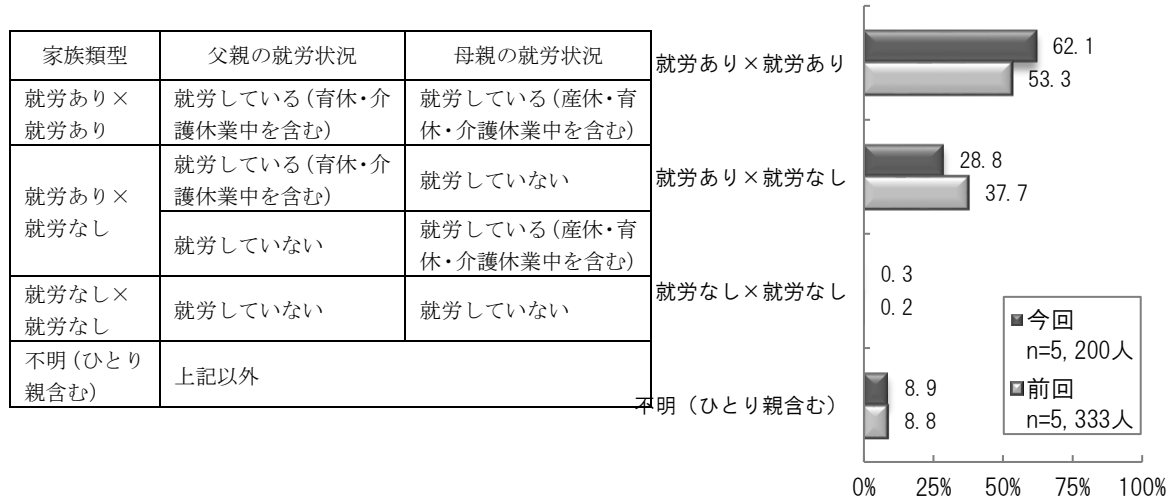 家族類型 父親の就労状況 母親の就労状況
就労あり×
就労あり
就労している(育休・介
護休業中を含む)
就労している(産休・育
休・介護休業中を含む)
就労あり×
就労なし
就労している(育休・介
護休業中を含む)
就労していない
就労していない
就労している(産休・育
休・介護休業中を含む)
就労なし×
就労なし
就労していない
就労していない
不明(ひとり
親含む)
上記以外
就労あり×就労あり
62.1
53.3
就労あり×就労なし
28.8
37.7
就労なし×就労なし
0.3
0.2
不明（ひとり親含む）
8.9
8.8
今回
n=5,200人
前回
n=5,333人
0% 25% 50% 75% 100%